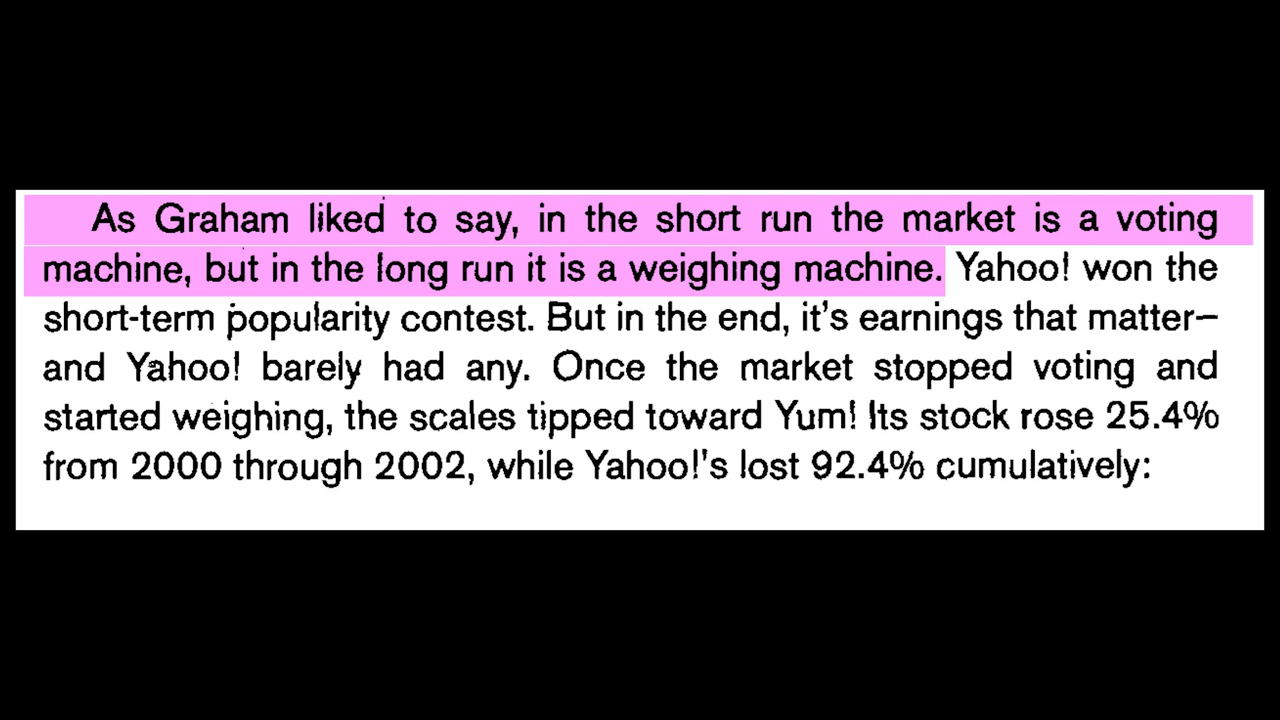 As Graham liked to say, in the short run the market is a voting
machine, but in the long run it is a weighing machine. Yahoo! won the
short-term popularity contest. But in the end, it's earnings that matter—
and Yahoo! barely had any. Once the market stopped voting and
started weighing, the scales tipped toward Yum! Its stock rose 25.4%
from 2000 through 2002, while Yahoo!'s lost 92.4% cumulatively: